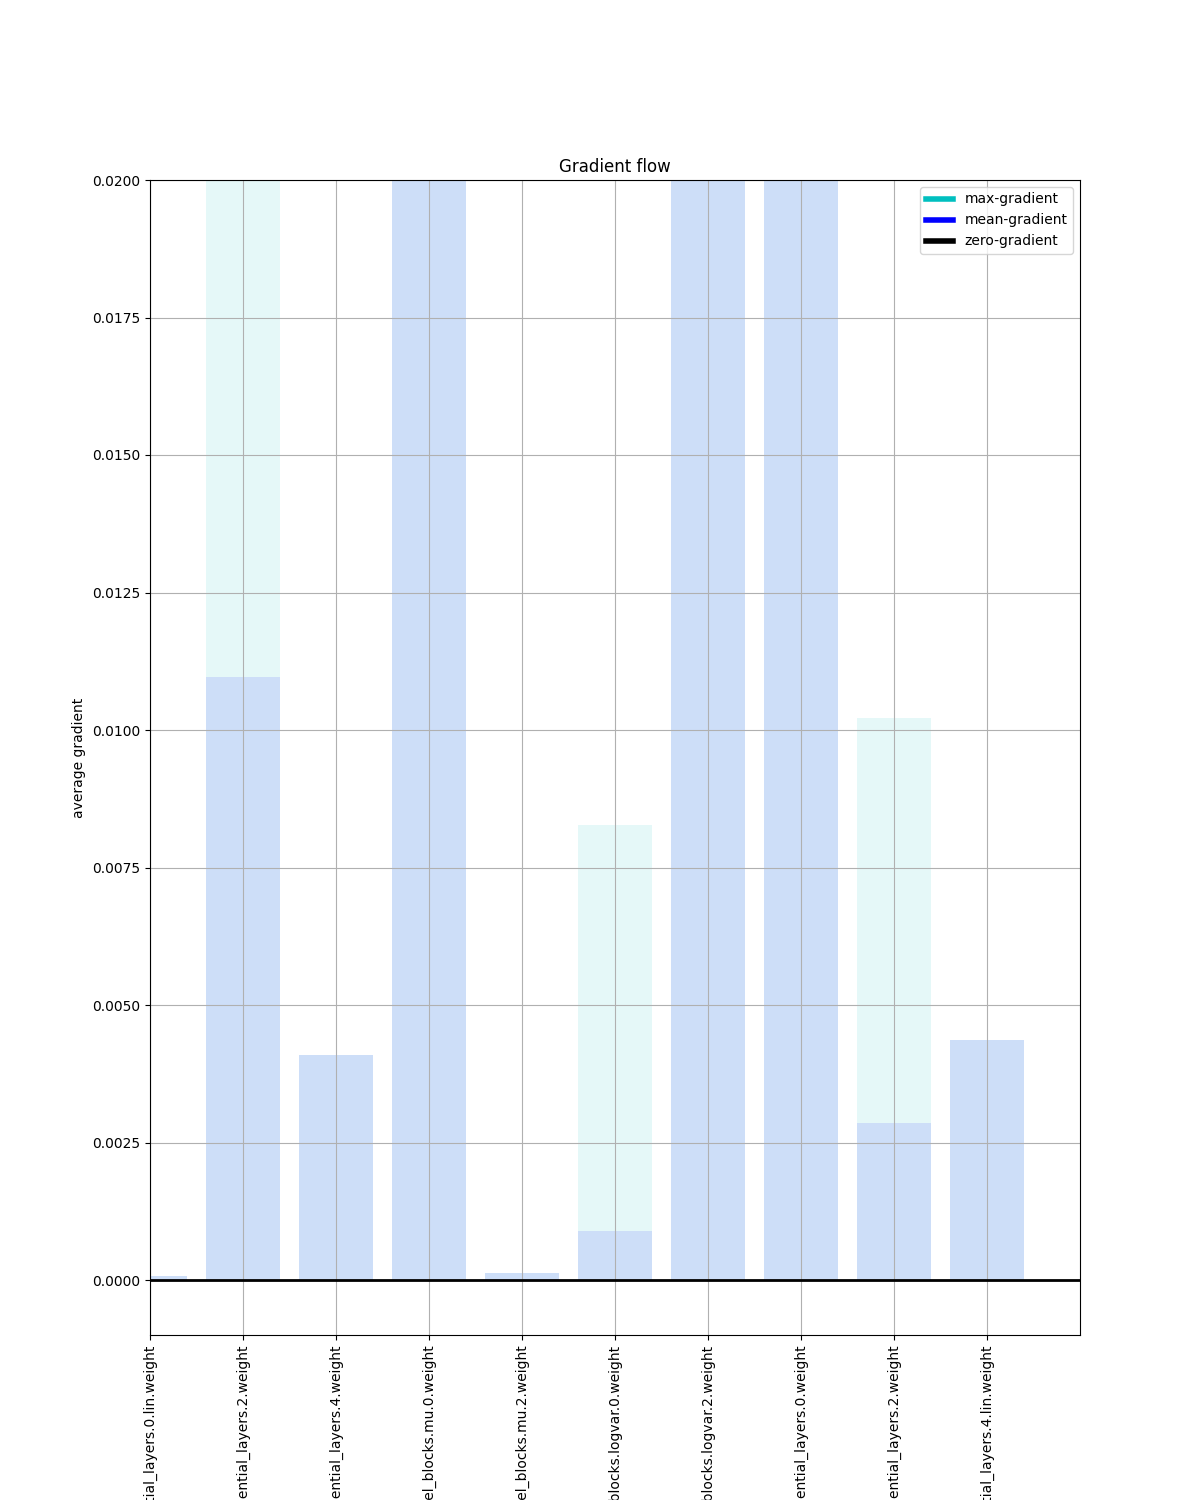 Gradient flow
max-gradient
mean-gradient
zero-gradient
average gradient
0.0200
0.0175
0.0150
0.0125
0.0100
0.0075
0.0050
0.0025
0.0000
tial_layers.0.lin.weight
ential_layers.2.weight
ential_layers.4.weight
el_blocks.mu.0.weight
el_blocks.mu.2.weight
blocks.logvar.0.weight
blocks.logvar.2.weight
ential_layers.0.weight
ential_layers.2.weight
tial_layers.4.lin.weight